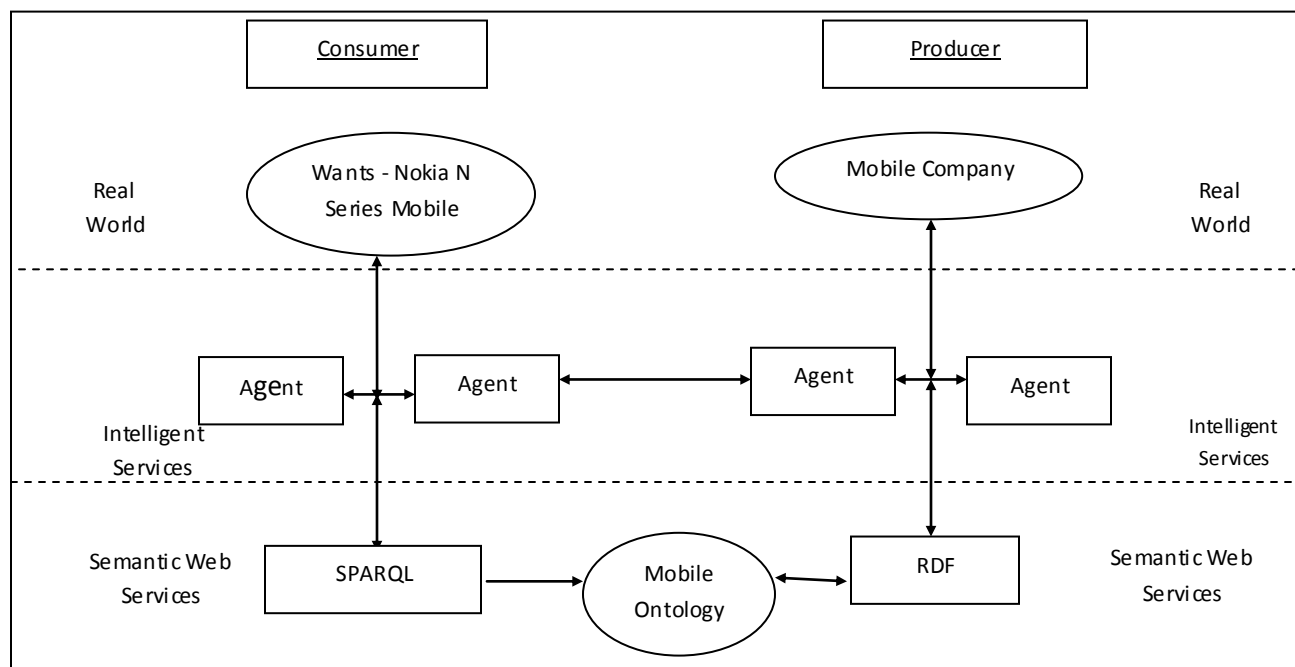 Consumer
Producer
Wants - Nokia N
Series Mobile
Mobile Company
Real
World
Real
World
Agent
Agent
Agent
Agent
Intelligent
Services
Intelligent
Services
Semantic Web
Services
SPARQL
Mobile
Ontology
RDF
Semantic Web
Services